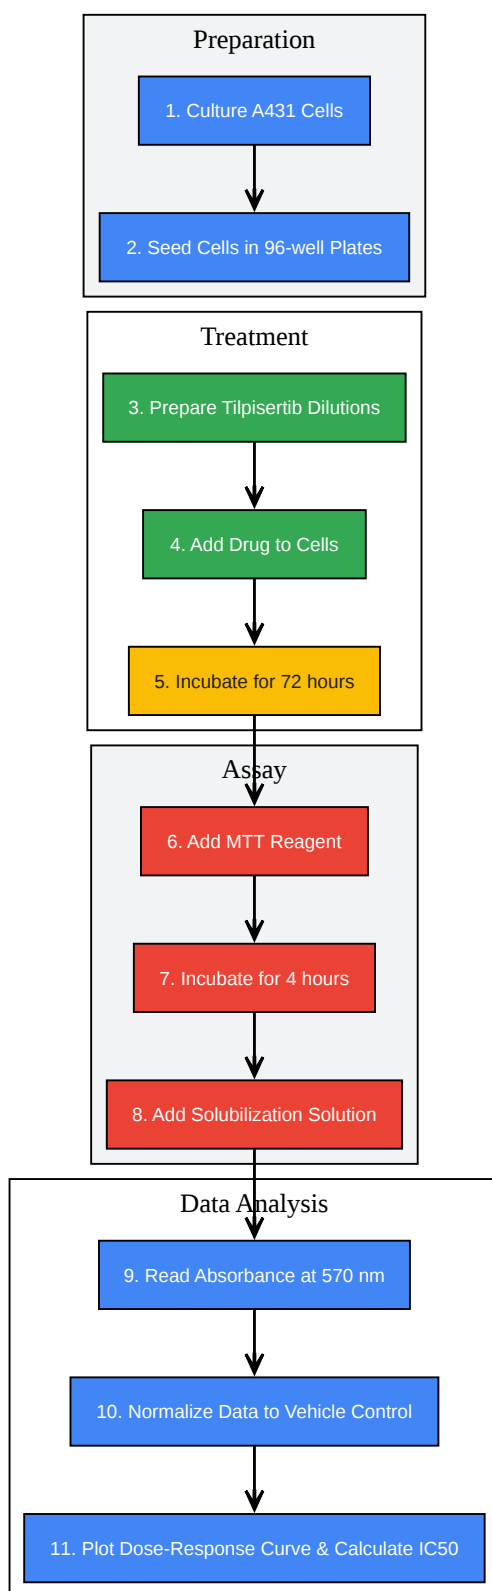 Preparation
1. Culture A431 Cells
2. Seed Cells in 96-well Plates
Treatment
3. Prepare Tilpisertib Dilutions
4. Add Drug to Cells
5. Incubate for 72 hours
Assay
6. Add MTT Reagent
7. Incubate for 4 hours
8. Add Solubilization Solution
Data Analysis
9. Read Absorbance at 570 nm
10. Normalize Data to Vehicle Control
11. Plot Dose-Response Curve & Calculate IC50